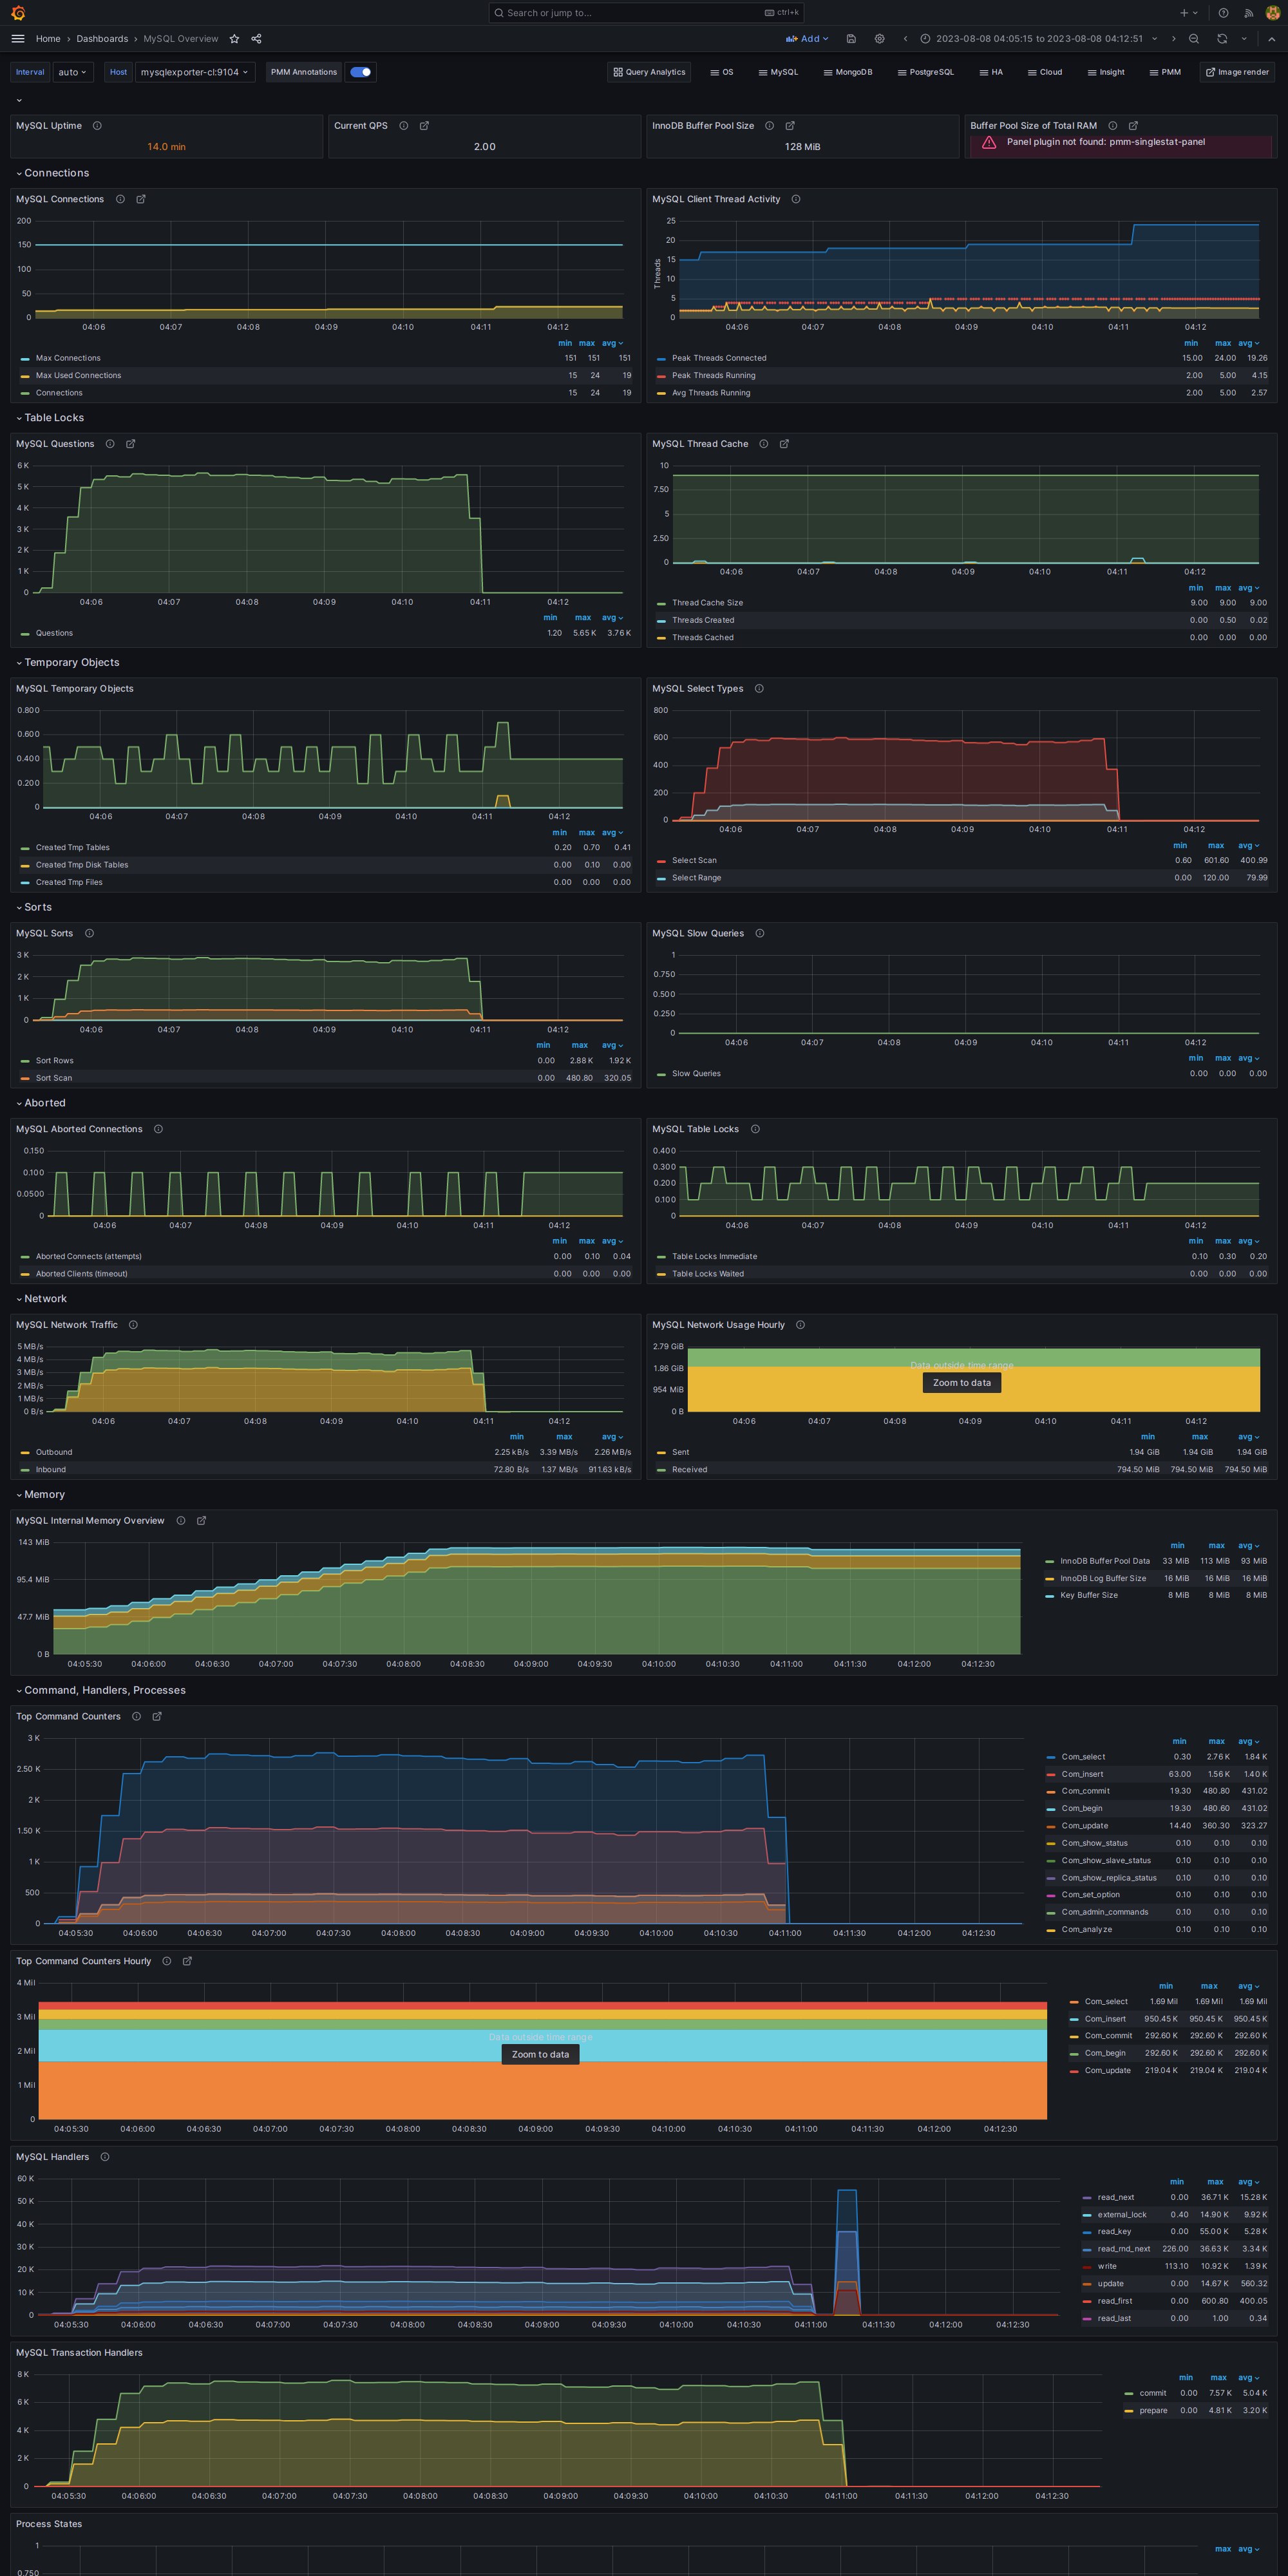 Search or jump to...
ctrl+k
Home › Dashboards › MySQL Overview
Add
2023-08-08 04:05:15 to 2023-08-08 04:12:51
Interval auto Host mysqlexporter-cl:9104 PMM Annotations
Query Analytics OS MySQL MongoDB PostgreSQL HA Cloud Insight PMM Image render
MySQL Uptime
14.0 min
Current QPS
2.00
InnoDB Buffer Pool Size
128 MiB
Buffer Pool Size of Total RAM
Panel plugin not found: pmm-singlestat-panel
Connections
MySQL Connections
200
150
100
50
0
04:06 04:07 04:08 04:09 04:10 04:11 04:12
min max avg
Max Connections 151 151 151
Max Used Connections 15 24 19
Connections 15 24 19
MySQL Client Thread Activity
Threads
25
20
15
10
5
0
04:06 04:07 04:08 04:09 04:10 04:11 04:12
min max avg
Peak Threads Connected 15.00 24.00 19.26
Peak Threads Running 2.00 5.00 4.15
Avg Threads Running 2.00 5.00 2.57
Table Locks
MySQL Questions
6 K
5 K
4 K
3 K
2 K
1 K
0
04:06 04:07 04:08 04:09 04:10 04:11 04:12
min max avg
Questions 1.20 5.65 K 3.76 K
MySQL Thread Cache
10
7.50
5
2.50
0
04:06 04:07 04:08 04:09 04:10 04:11 04:12
min max avg
Thread Cache Size 9.00 9.00 9.00
Threads Created 0.00 0.50 0.02
Threads Cached 0.00 0.00 0.00
Temporary Objects
MySQL Temporary Objects
0.800
0.600
0.400
0.200
0
04:06 04:07 04:08 04:09 04:10 04:11 04:12
min max avg
Created Tmp Tables 0.20 0.70 0.41
Created Tmp Disk Tables 0.00 0.10 0.00
Created Tmp Files 0.00 0.00 0.00
MySQL Select Types
800
600
400
200
0
04:06 04:07 04:08 04:09 04:10 04:11 04:12
min max avg
Select Scan 0.60 601.60 400.99
Select Range 0.00 120.00 79.99
Sorts
MySQL Sorts
3 K
2 K
1 K
0
04:06 04:07 04:08 04:09 04:10 04:11 04:12
min max avg
Sort Rows 0.00 2.88 K 1.92 K
Sort Scan 0.00 480.80 320.05
MySQL Slow Queries
1
0.750
0.500
0.250
0
04:06 04:07 04:08 04:09 04:10 04:11 04:12
min max avg
Slow Queries 0.00 0.00 0.00
Aborted
MySQL Aborted Connections
0.150
0.100
0.0500
0
04:06 04:07 04:08 04:09 04:10 04:11 04:12
min max avg
Aborted Connects (attempts) 0.00 0.10 0.04
Aborted Clients (timeout) 0.00 0.00 0.00
MySQL Table Locks
0.400
0.300
0.200
0.100
0
04:06 04:07 04:08 04:09 04:10 04:11 04:12
min max avg
Table Locks Immediate 0.10 0.30 0.20
Table Locks Waited 0.00 0.00 0.00
Network
MySQL Network Traffic
5 MB/s
4 MB/s
3 MB/s
2 MB/s
1 MB/s
0 B/s
04:06 04:07 04:08 04:09 04:10 04:11 04:12
min max avg
Outbound 2.25 kB/s 3.39 MB/s 2.26 MB/s
Inbound 72.80 B/s 1.37 MB/s 911.63 kB/s
MySQL Network Usage Hourly
2.79 GiB
1.86 GiB
954 MiB
0 B
Data outside time range
Zoom to data
04:06 04:07 04:08 04:09 04:10 04:11 04:12
min max avg
Sent 1.94 GiB 1.94 GiB 1.94 GiB
Received 794.50 MiB 794.50 MiB 794.50 MiB
Memory
MySQL Internal Memory Overview
143 MiB
95.4 MiB
47.7 MiB
0 B
04:05:30 04:06:00 04:06:30 04:07:00 04:07:30 04:08:00 04:08:30 04:09:00 04:09:30 04:10:00 04:10:30 04:11:00 04:11:30 04:12:00 04:12:30
min max avg
InnoDB Buffer Pool Data 33 MiB 113 MiB 93 MiB
InnoDB Log Buffer Size 16 MiB 16 MiB 16 MiB
Key Buffer Size 8 MiB 8 MiB 8 MiB
Command, Handlers, Processes
Top Command Counters
3 K
2.50 K
2 K
1.50 K
1 K
500
0
04:05:30 04:06:00 04:06:30 04:07:00 04:07:30 04:08:00 04:08:30 04:09:00 04:09:30 04:10:00 04:10:30 04:11:00 04:11:30 04:12:00 04:12:30
min max avg
Com_select 0.30 2.76 K 1.84 K
Com_insert 63.00 1.56 K 1.40 K
Com_commit 19.30 480.80 431.02
Com_begin 19.30 480.60 431.02
Com_update 14.40 360.30 323.27
Com_show_status 0.10 0.10 0.10
Com_show_slave_status 0.10 0.10 0.10
Com_show_replica_status 0.10 0.10 0.10
Com_set_option 0.10 0.10 0.10
Com_admin_commands 0.10 0.10 0.10
Com_analyze 0.10 0.10 0.10
Top Command Counters Hourly
4 Mil
3 Mil
2 Mil
1 Mil
0
Data outside time range
Zoom to data
04:05:30 04:06:00 04:06:30 04:07:00 04:07:30 04:08:00 04:08:30 04:09:00 04:09:30 04:10:00 04:10:30 04:11:00 04:11:30 04:12:00 04:12:30
min max avg
Com_select 1.69 Mil 1.69 Mil 1.69 Mil
Com_insert 950.45 K 950.45 K 950.45 K
Com_commit 292.60 K 292.60 K 292.60 K
Com_begin 292.60 K 292.60 K 292.60 K
Com_update 219.04 K 219.04 K 219.04 K
MySQL Handlers
60 K
50 K
40 K
30 K
20 K
10 K
0
04:05:30 04:06:00 04:06:30 04:07:00 04:07:30 04:08:00 04:08:30 04:09:00 04:09:30 04:10:00 04:10:30 04:11:00 04:11:30 04:12:00 04:12:30
min max avg
read_next 0.00 36.71 K 15.28 K
external_lock 0.40 14.90 K 9.92 K
read_key 0.00 55.00 K 5.28 K
read_rnd_next 226.00 36.63 K 3.34 K
write 113.10 10.92 K 1.39 K
update 0.00 14.67 K 560.32
read_first 0.00 600.80 400.05
read_last 0.00 1.00 0.34
MySQL Transaction Handlers
8 K
6 K
4 K
2 K
0
04:05:30 04:06:00 04:06:30 04:07:00 04:07:30 04:08:00 04:08:30 04:09:00 04:09:30 04:10:00 04:10:30 04:11:00 04:11:30 04:12:00 04:12:30
min max avg
commit 0.00 7.57 K 5.04 K
prepare 0.00 4.81 K 3.20 K
Process States
1
0.750
max avg